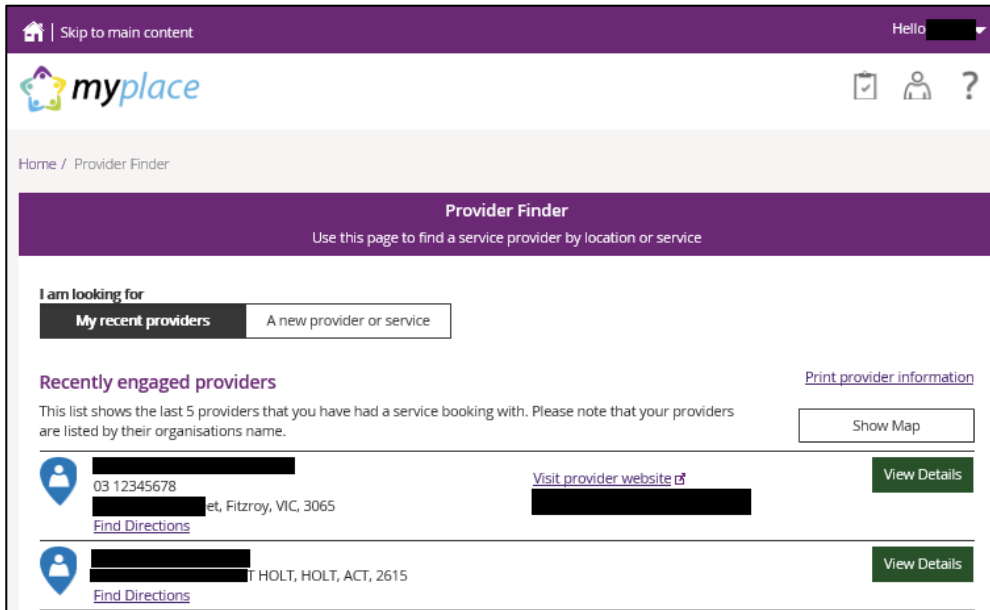 Skip to main content
Hello
myplace
?
Home / Provider Finder
Provider Finder
Use this page to find a service provider by location or service
I am looking for
My recent providers
A new provider or service
Recently engaged providers
Print provider information
This list shows the last 5 providers that you have had a service booking with. Please note that your providers
are listed by their organisations name.
Show Map
03 12345678
et, Fitzroy, VIC, 3065
Find Directions
Visit provider website
View Details
T HOLT, HOLT, ACT, 2615
Find Directions
View Details